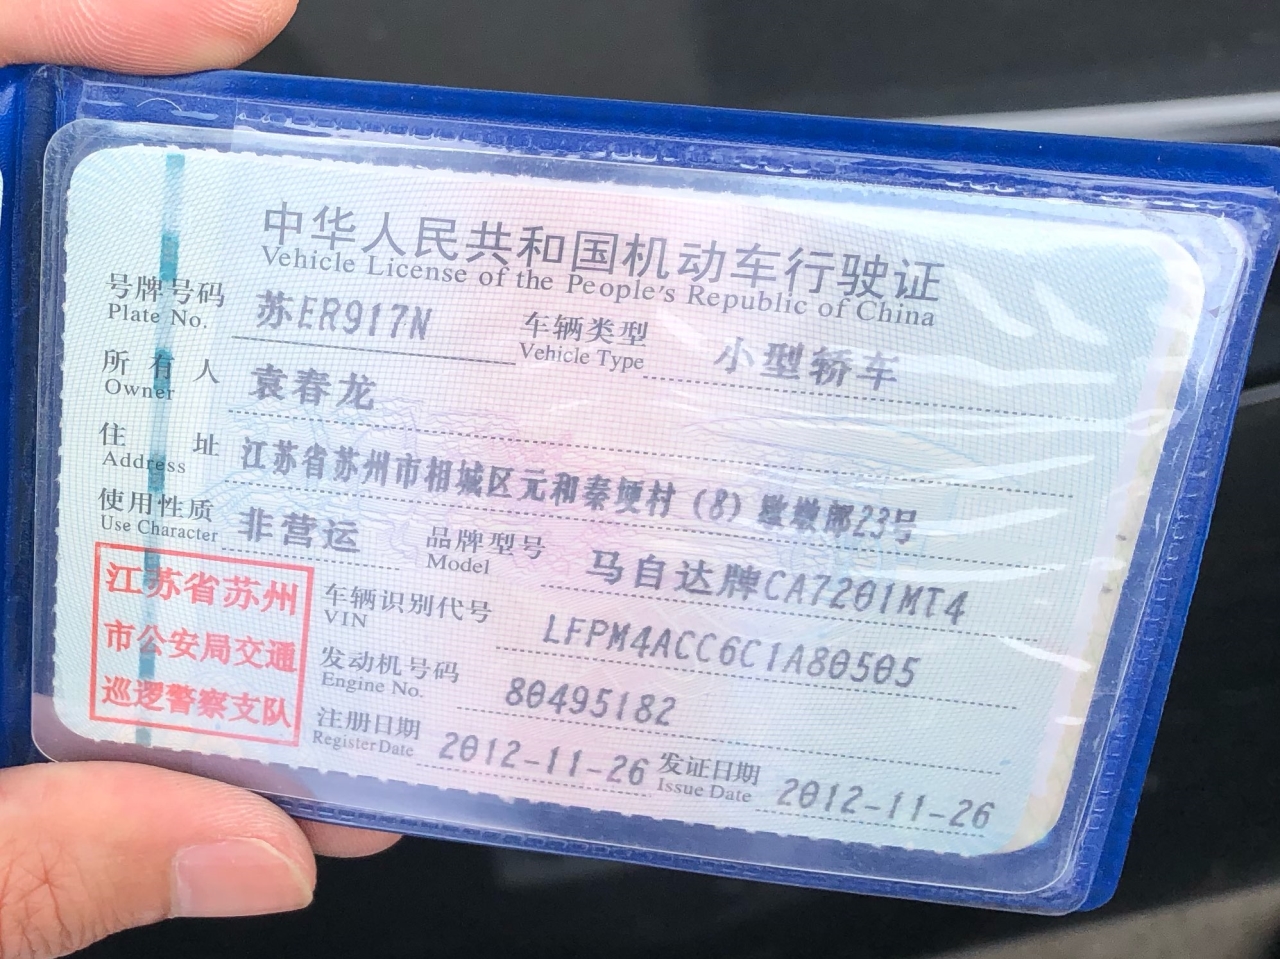 中华人民共和国机动车行驶证
Vehicle License of the People's Republic of China
号牌号码 苏ER917N 车辆类型 小型轿车
Plate No. Vehicle Type
所有人 袁春龙
Owner
住址 江苏省苏州市相城区元和秦埂村(8)墩23号
Address
使用性质 非营运 品牌型号 马自达牌CA7201MT4
Use Character Model
江苏省苏州
市公安局交通
巡逻警察支队
车辆识别代号 LFPM4ACC6C1A80505
VIN
发动机号码 80495182
Engine No.
注册日期 2012-11-26 发证日期 2012-11-26
Register Date Issue Date